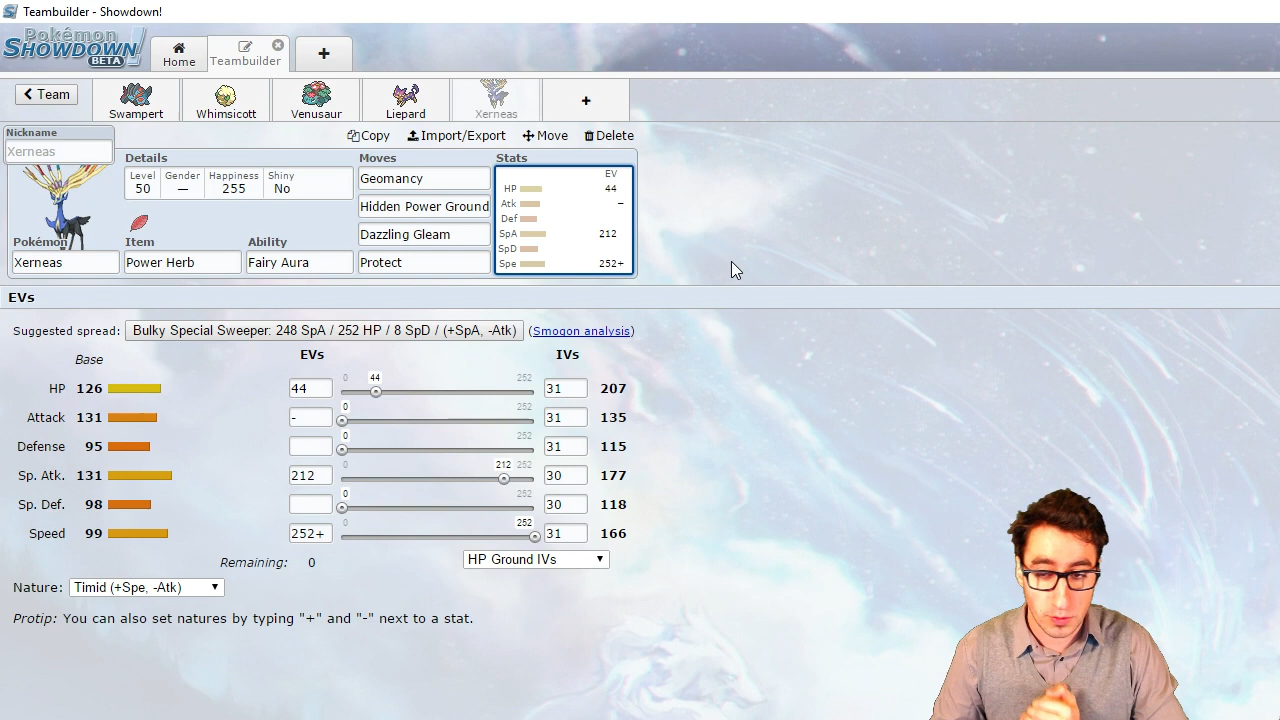 Teambuilder - Showdown!
Pokémon
SHOWDOWN!
BETA
Home
Teambuilder
+
Team
Swampert
Whimsicott
Venusaur
Liepard
Xerneas
+
Nickname
Xerneas
Copy
Import/Export
Move
Delete
Details
Level
50
Gender
—
Happiness
255
Shiny
No
Pokémon
Xerneas
Item
Power Herb
Ability
Fairy Aura
Moves
Geomancy
Hidden Power Ground
Dazzling Gleam
Protect
Stats
EV
HP 44
Atk −
Def
SpA 212
SpD
Spe 252+
EVs
Suggested spread: Bulky Special Sweeper: 248 SpA / 252 HP / 8 SpD / (+SpA, -Atk) (Smogon analysis)
Base EVs IVs
HP 126 44 0 44 252 31 207
Attack 131 - 0 252 31 135
Defense 95 0 252 31 115
Sp. Atk. 131 212 0 212 252 30 177
Sp. Def. 98 0 252 30 118
Speed 99 252+ 0 252 31 166
Remaining: 0 HP Ground IVs
Nature: Timid (+Spe, -Atk)
Protip: You can also set natures by typing "+" and "-" next to a stat.